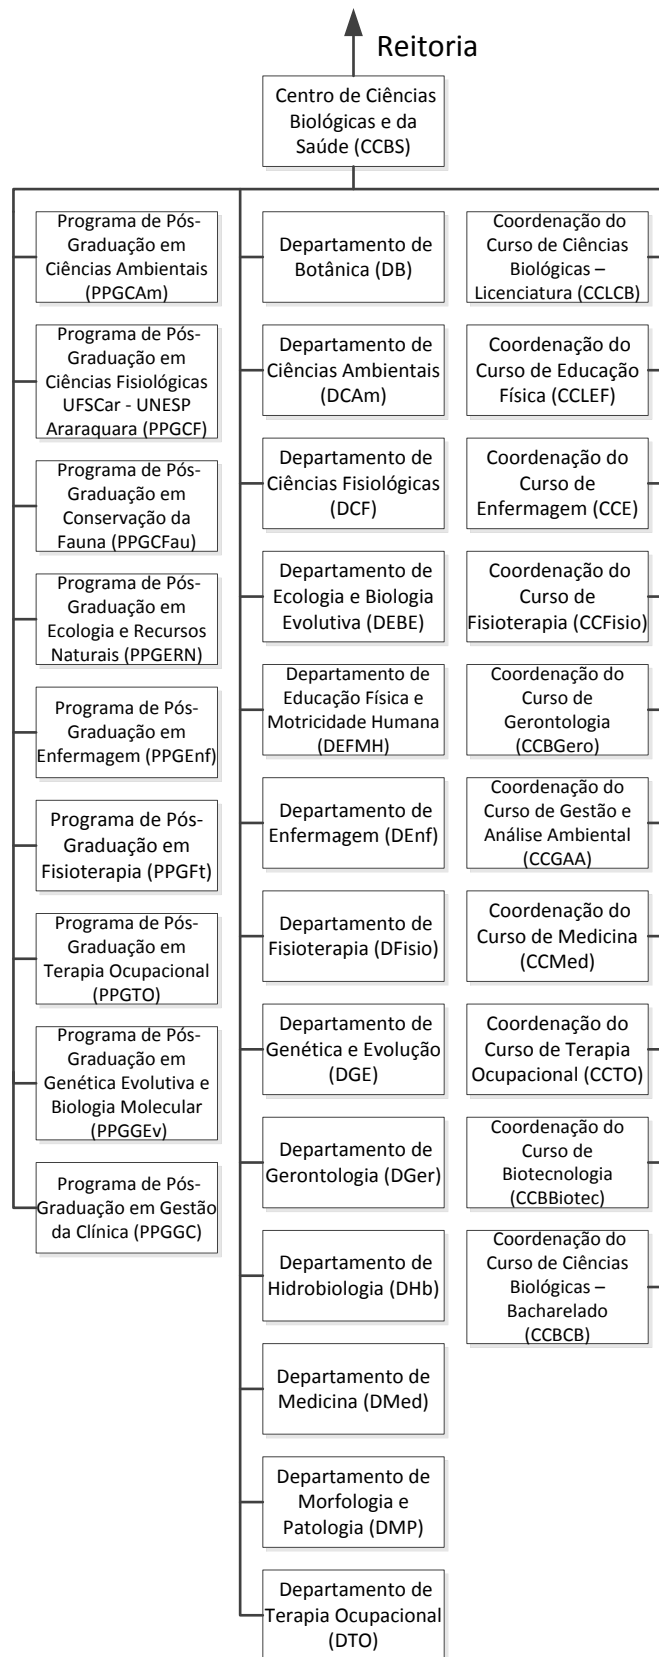 Reitoria
Centro de Ciências
Biológicas e da
Saúde (CCBS)
Programa de Pós-
Graduação em
Ciências Ambientais
(PPGCAm)
Programa de Pós-
Graduação em
Ciências Fisiológicas
UFSCar - UNESP
Araraquara (PPGCF)
Programa de Pós-
Graduação em
Conservação da
Fauna (PPGCFau)
Programa de Pós-
Graduação em
Ecologia e Recursos
Naturais (PPGERN)
Programa de Pós-
Graduação em
Enfermagem (PPGEnf)
Programa de Pós-
Graduação em
Fisioterapia (PPGFt)
Programa de Pós-
Graduação em
Terapia Ocupacional
(PPGTO)
Programa de Pós-
Graduação em
Genética Evolutiva e
Biologia Molecular
(PPGGEv)
Programa de Pós-
Graduação em Gestão
da Clínica (PPGGC)
Departamento de
Botânica (DB)
Departamento de
Ciências Ambientais
(DCAm)
Departamento de
Ciências Fisiológicas
(DCF)
Departamento de
Ecologia e Biologia
Evolutiva (DEBE)
Departamento de
Educação Física e
Motricidade Humana
(DEFMH)
Departamento de
Enfermagem (DEnf)
Departamento de
Fisioterapia (DFisio)
Departamento de
Genética e Evolução
(DGE)
Departamento de
Gerontologia (DGer)
Departamento de
Hidrobiologia (DHb)
Departamento de
Medicina (DMed)
Departamento de
Morfologia e
Patologia (DMP)
Departamento de
Terapia Ocupacional
(DTO)
Coordenação do
Curso de Ciências
Biológicas –
Licenciatura (CCLCB)
Coordenação do
Curso de Educação
Física (CCLEF)
Coordenação do
Curso de
Enfermagem (CCE)
Coordenação do
Curso de
Fisioterapia (CCFisio)
Coordenação do
Curso de
Gerontologia
(CCBGero)
Coordenação do
Curso de Gestão e
Análise Ambiental
(CCGAA)
Coordenação do
Curso de Medicina
(CCMed)
Coordenação do
Curso de Terapia
Ocupacional (CCTO)
Coordenação do
Curso de
Biotecnologia
(CCBBiotec)
Coordenação do
Curso de Ciências
Biológicas –
Bacharelado
(CCBCB)